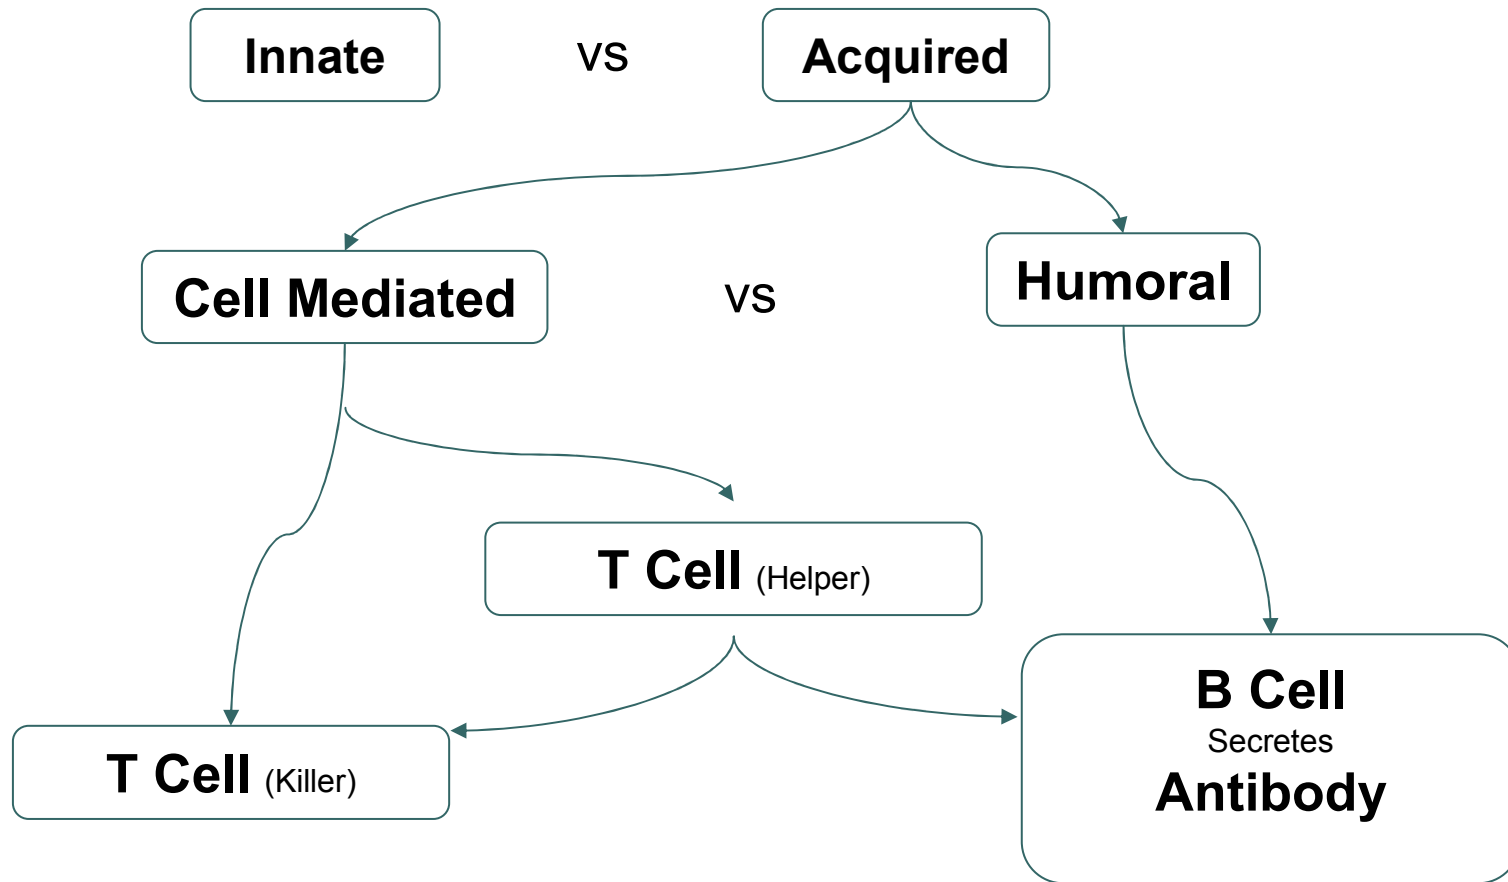 Innate vs Acquired
Cell Mediated vs Humoral
T Cell (Helper)
T Cell (Killer)
B Cell
Secretes
Antibody